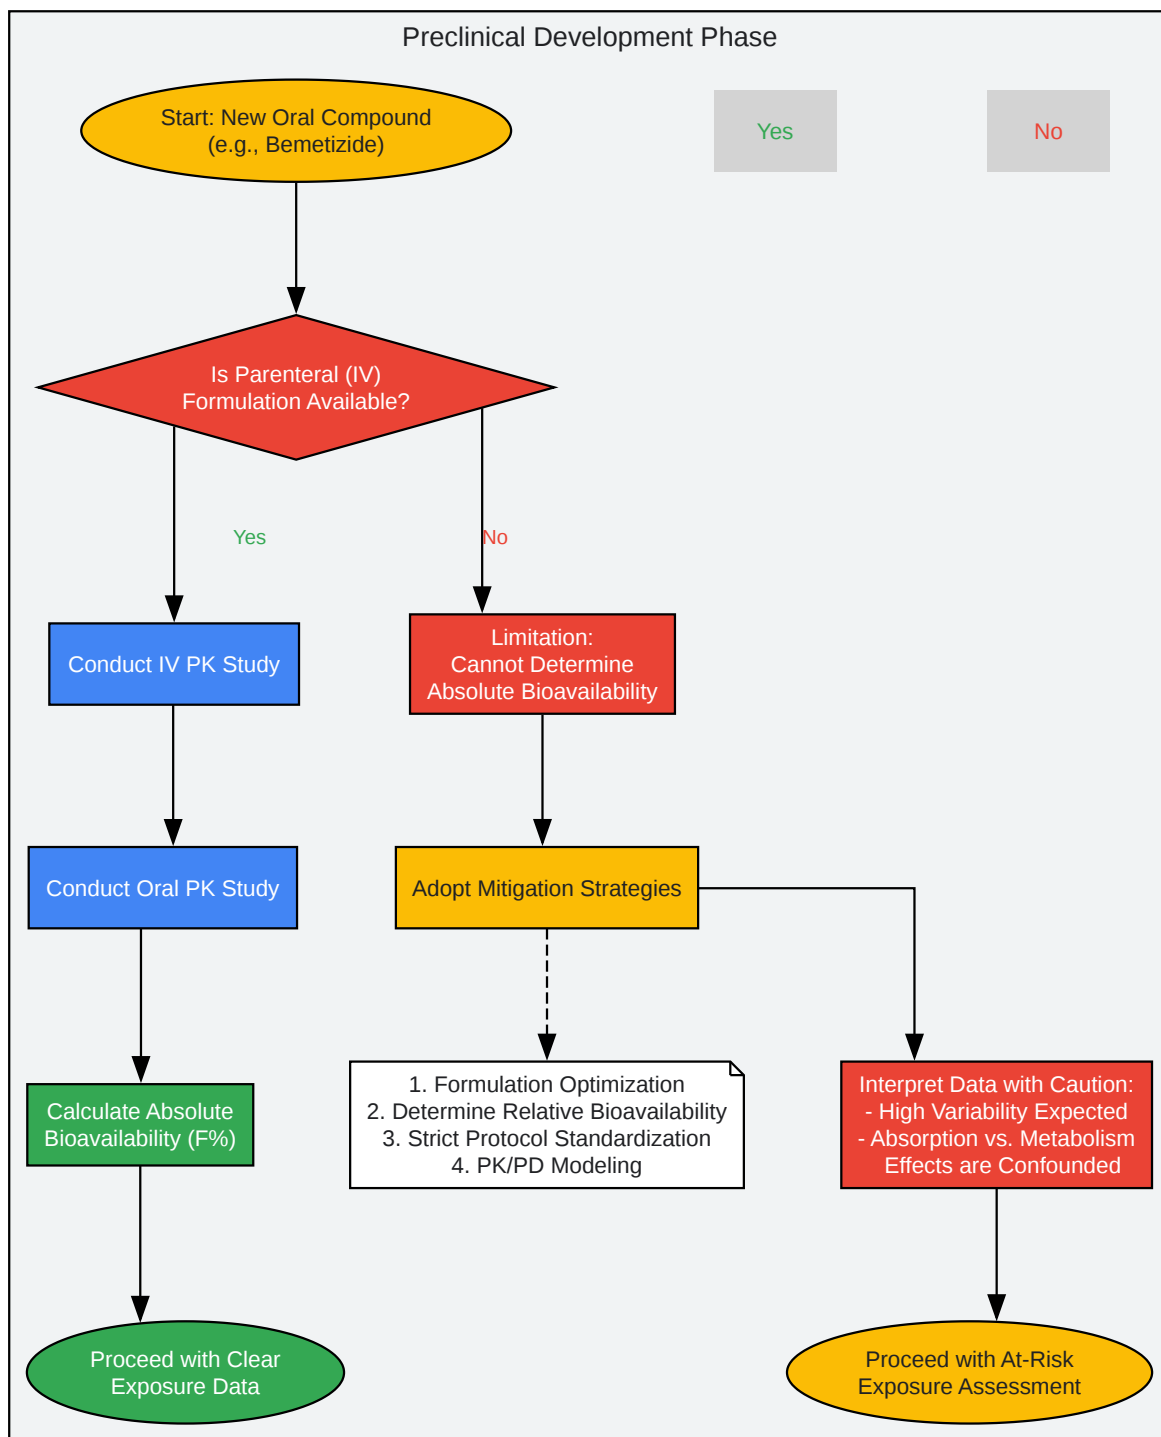 Preclinical Development Phase
Start: New Oral Compound
(e.g., Bemetizide)
Yes
No
Is Parenteral (IV)
Formulation Available?
Yes
No
Conduct IV PK Study
Limitation:
Cannot Determine
Absolute Bioavailability
Conduct Oral PK Study
Adopt Mitigation Strategies
Calculate Absolute
Bioavailability (F%)
1. Formulation Optimization
2. Determine Relative Bioavailability
3. Strict Protocol Standardization
4. PK/PD Modeling
Interpret Data with Caution:
- High Variability Expected
- Absorption vs. Metabolism
Effects are Confounded
Proceed with Clear
Exposure Data
Proceed with At-Risk
Exposure Assessment